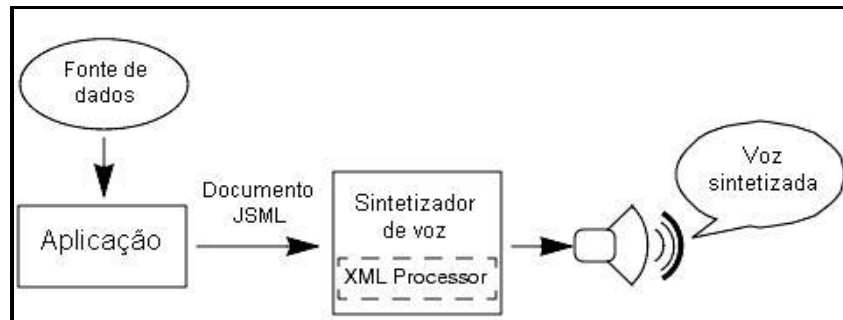 Fonte de
dados
Aplicação
Documento
JSML
Sintetizador
de voz
XML Processor
Voz
sintetizada